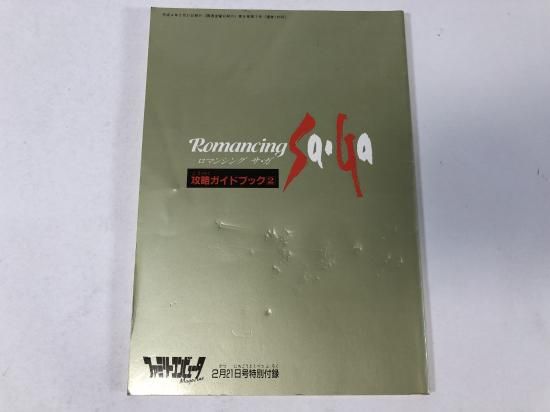 Romancing Sa・Ga
ロマンシング サ・ガ
攻略ガイドブック2
ファミリーコンピュータ
Magazine
2月21日号特別付録